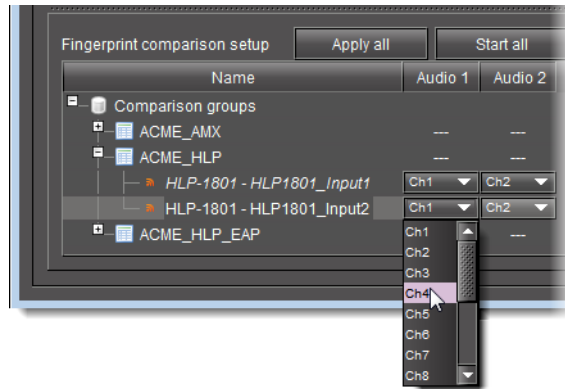 Fingerprint comparison setup Apply all Start all
Name Audio 1 Audio 2
Comparison groups
ACME_AMX --- ---
ACME_HLP --- ---
HLP-1801 - HLP1801_Input1 Ch1 Ch2
HLP-1801 - HLP1801_Input2 Ch1 Ch2
ACME_HLP_EAP ---
Ch1
Ch2
Ch3
Ch4
Ch5
Ch6
Ch7
Ch8